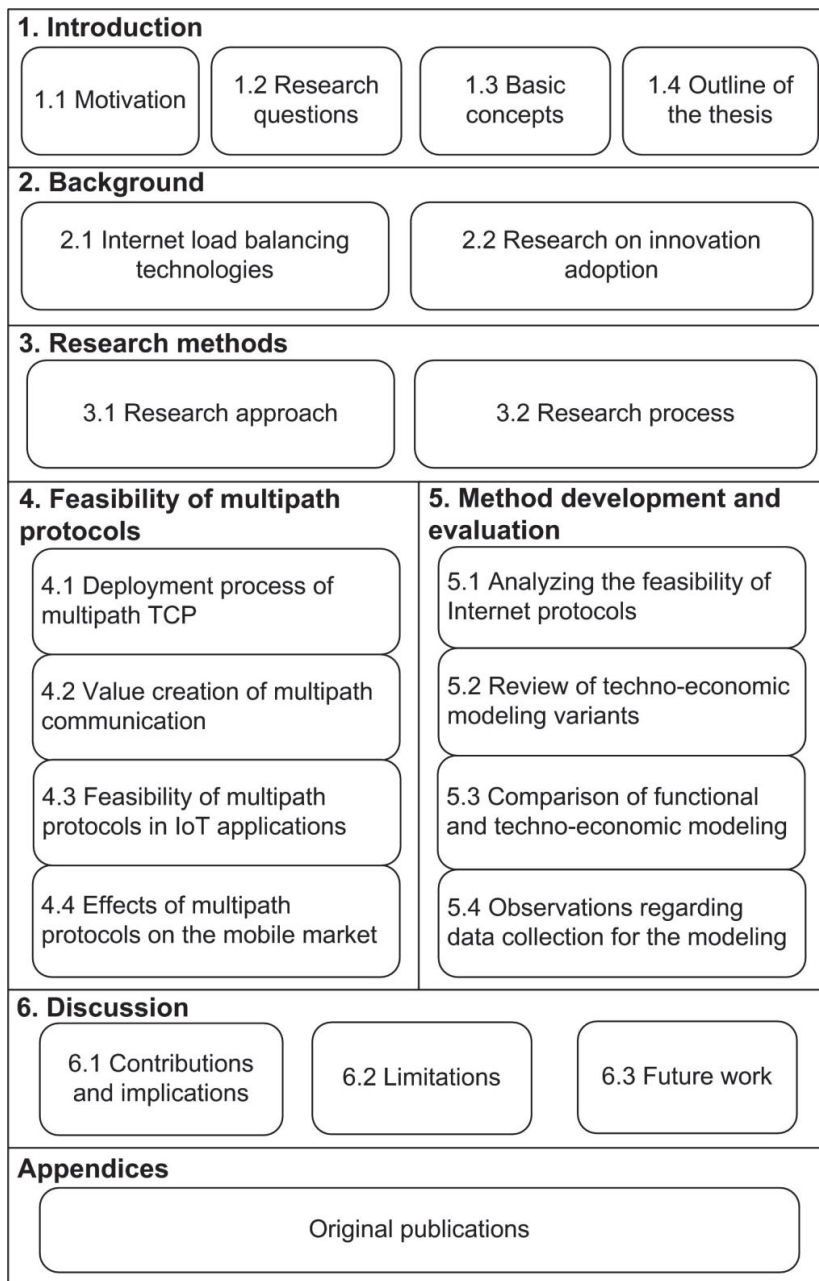 1. Introduction
1.1 Motivation
1.2 Research
questions
1.3 Basic
concepts
1.4 Outline of
the thesis
2. Background
2.1 Internet load balancing
technologies
2.2 Research on innovation
adoption
3. Research methods
3.1 Research approach
3.2 Research process
4. Feasibility of multipath
protocols
4.1 Deployment process of
multipath TCP
4.2 Value creation of multipath
communication
4.3 Feasibility of multipath
protocols in IoT applications
4.4 Effects of multipath
protocols on the mobile market
5. Method development and
evaluation
5.1 Analyzing the feasibility of
Internet protocols
5.2 Review of techno-economic
modeling variants
5.3 Comparison of functional
and techno-economic modeling
5.4 Observations regarding
data collection for the modeling
6. Discussion
6.1 Contributions
and implications
6.2 Limitations
6.3 Future work
Appendices
Original publications